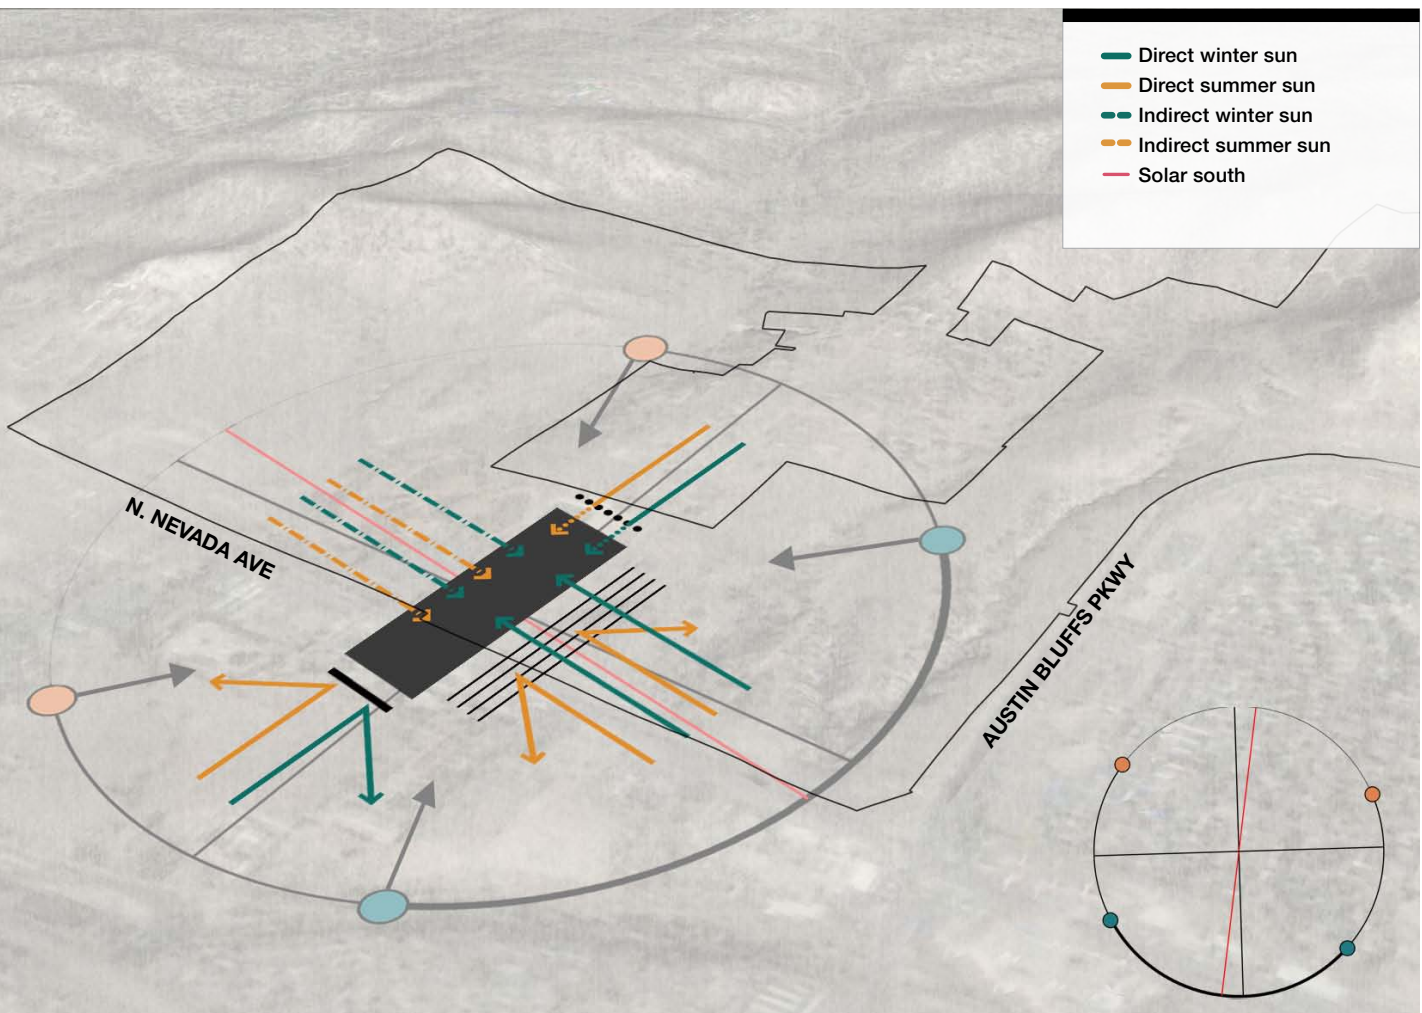 Direct winter sun
Direct summer sun
Indirect winter sun
Indirect summer sun
Solar south
N. NEVADA AVE
AUSTIN BLUFFS PKWY